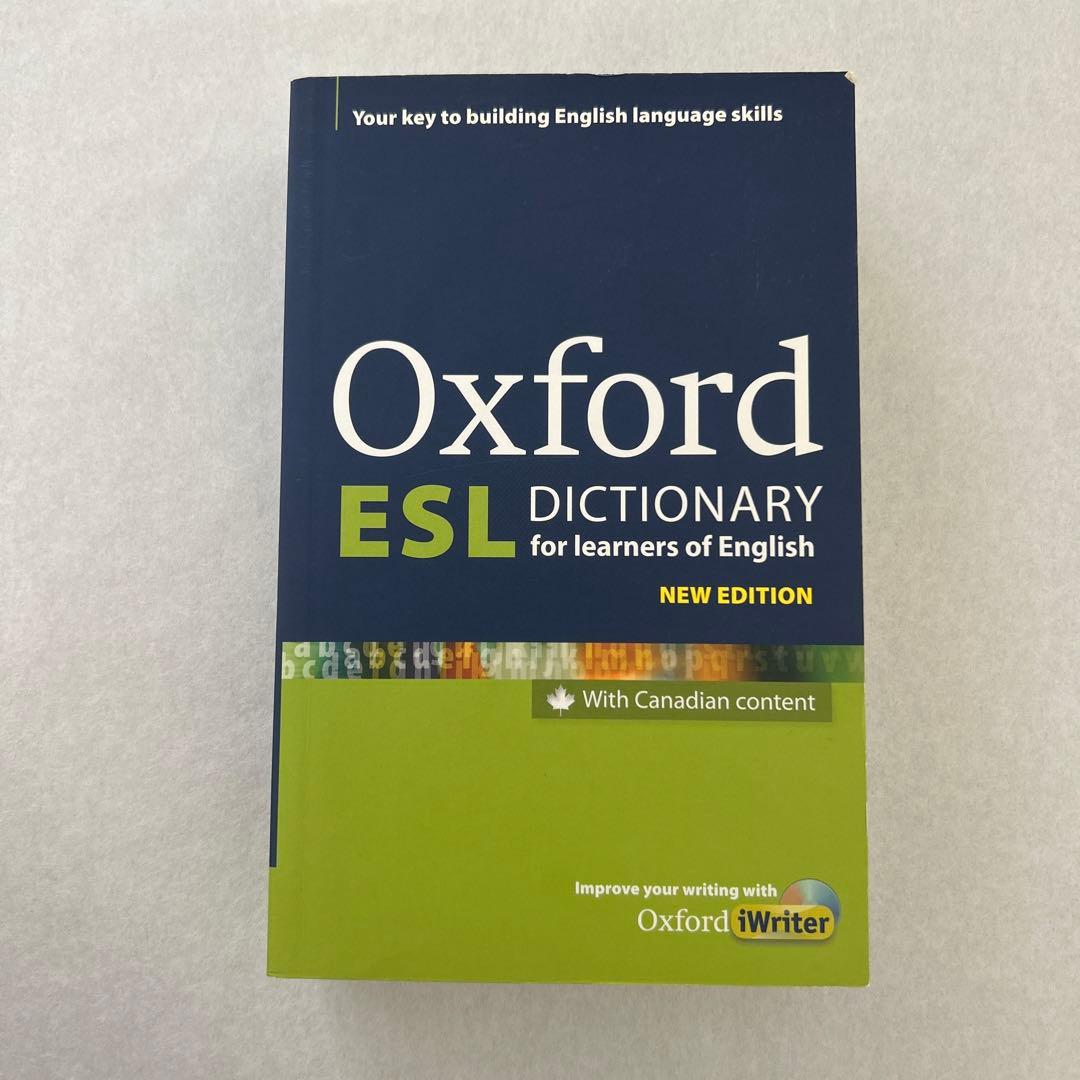 Your key to building English language skills
Oxford
ESL DICTIONARY
for learners of English
NEW EDITION
With Canadian content
Improve your writing with
Oxford iWriter